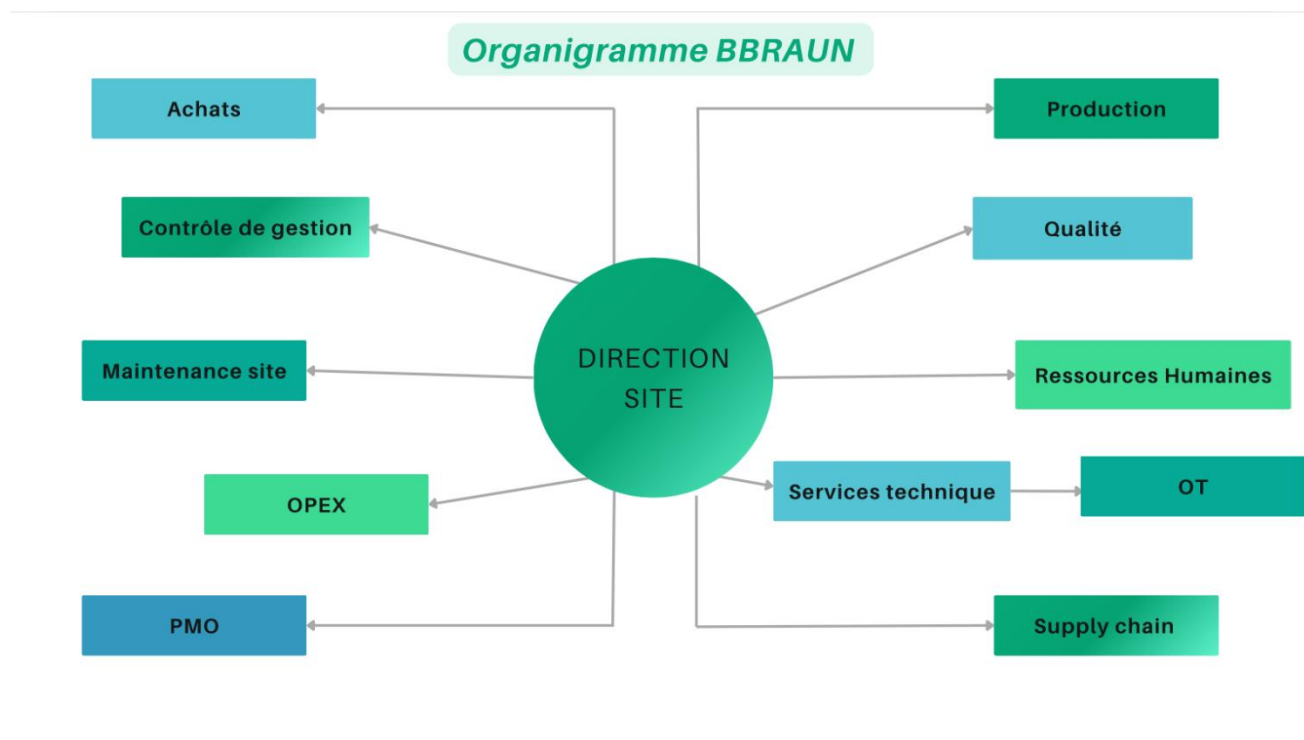 Organigramme BBRAUN
Achats
Production
Contrôle de gestion
Qualité
DIRECTION
SITE
Maintenance site
Ressources Humaines
OPEX
Services technique
OT
PMO
Supply chain